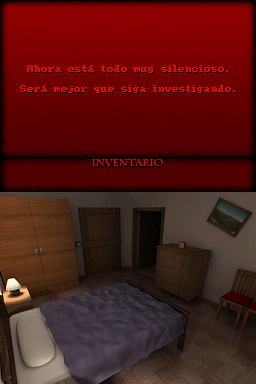 Ahora está todo muy silencioso.
Será mejor que siga investigando.
INVENTARIO